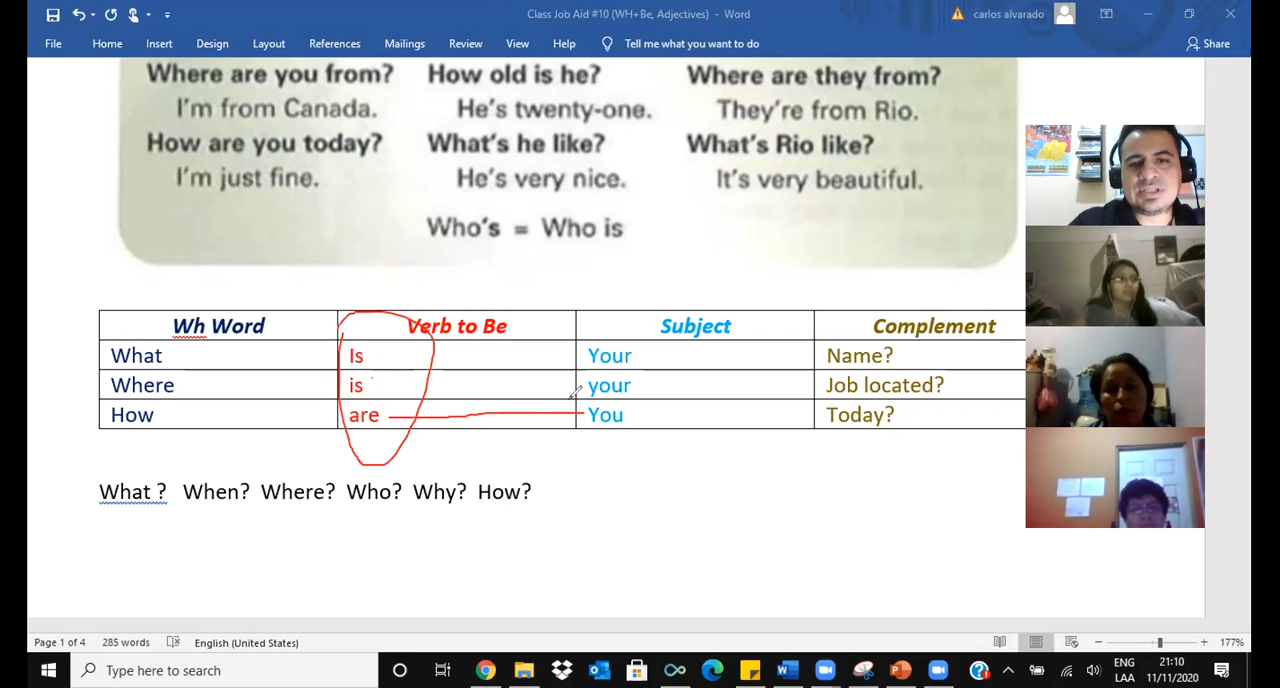 Class Job Aid #10 (WH+Be, Adjectives) - Word
carlos alvarado
File Home Insert Design Layout References Mailings Review View Help Tell me what you want to do Share
Where are you from? How old is he? Where are they from?
I'm from Canada. He's twenty-one. They're from Rio.
How are you today? What's he like? What's Rio like?
I'm just fine. He's very nice. It's very beautiful.
Who's = Who is
Wh Word Verb to Be Subject Complement
What Is Your Name?
Where is your Job located?
How are You Today?
What ? When? Where? Who? Why? How?
Page 1 of 4 285 words English (United States) 177%
Type here to search
ENG 21:10
LAA 11/11/2020